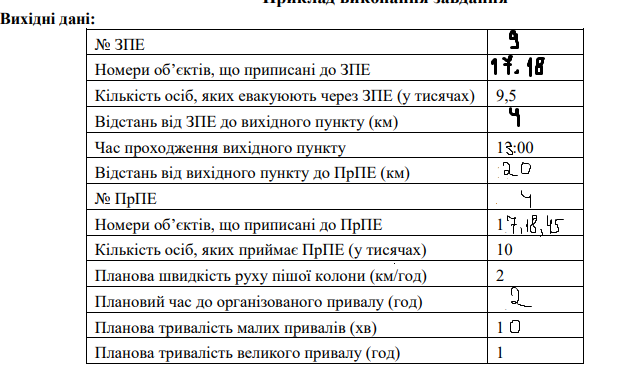 Приклад виконання завдання
Вихідні дані:
№ ЗПЕ 9
Номери об’єктів, що приписані до ЗПЕ 17.18
Кількість осіб, яких евакуюють через ЗПЕ (у тисячах) 9,5
Відстань від ЗПЕ до вихідного пункту (км) 4
Час проходження вихідного пункту 13:00
Відстань від вихідного пункту до ПрПЕ (км) 20
№ ПрПЕ 4
Номери об’єктів, що приписані до ПрПЕ 17,18,45
Кількість осіб, яких приймає ПрПЕ (у тисячах) 10
Планова швидкість руху пішої колони (км/год) 2
Плановий час до організованого привалу (год) 2
Планова тривалість малих привалів (хв) 10
Планова тривалість великого привалу (год) 1